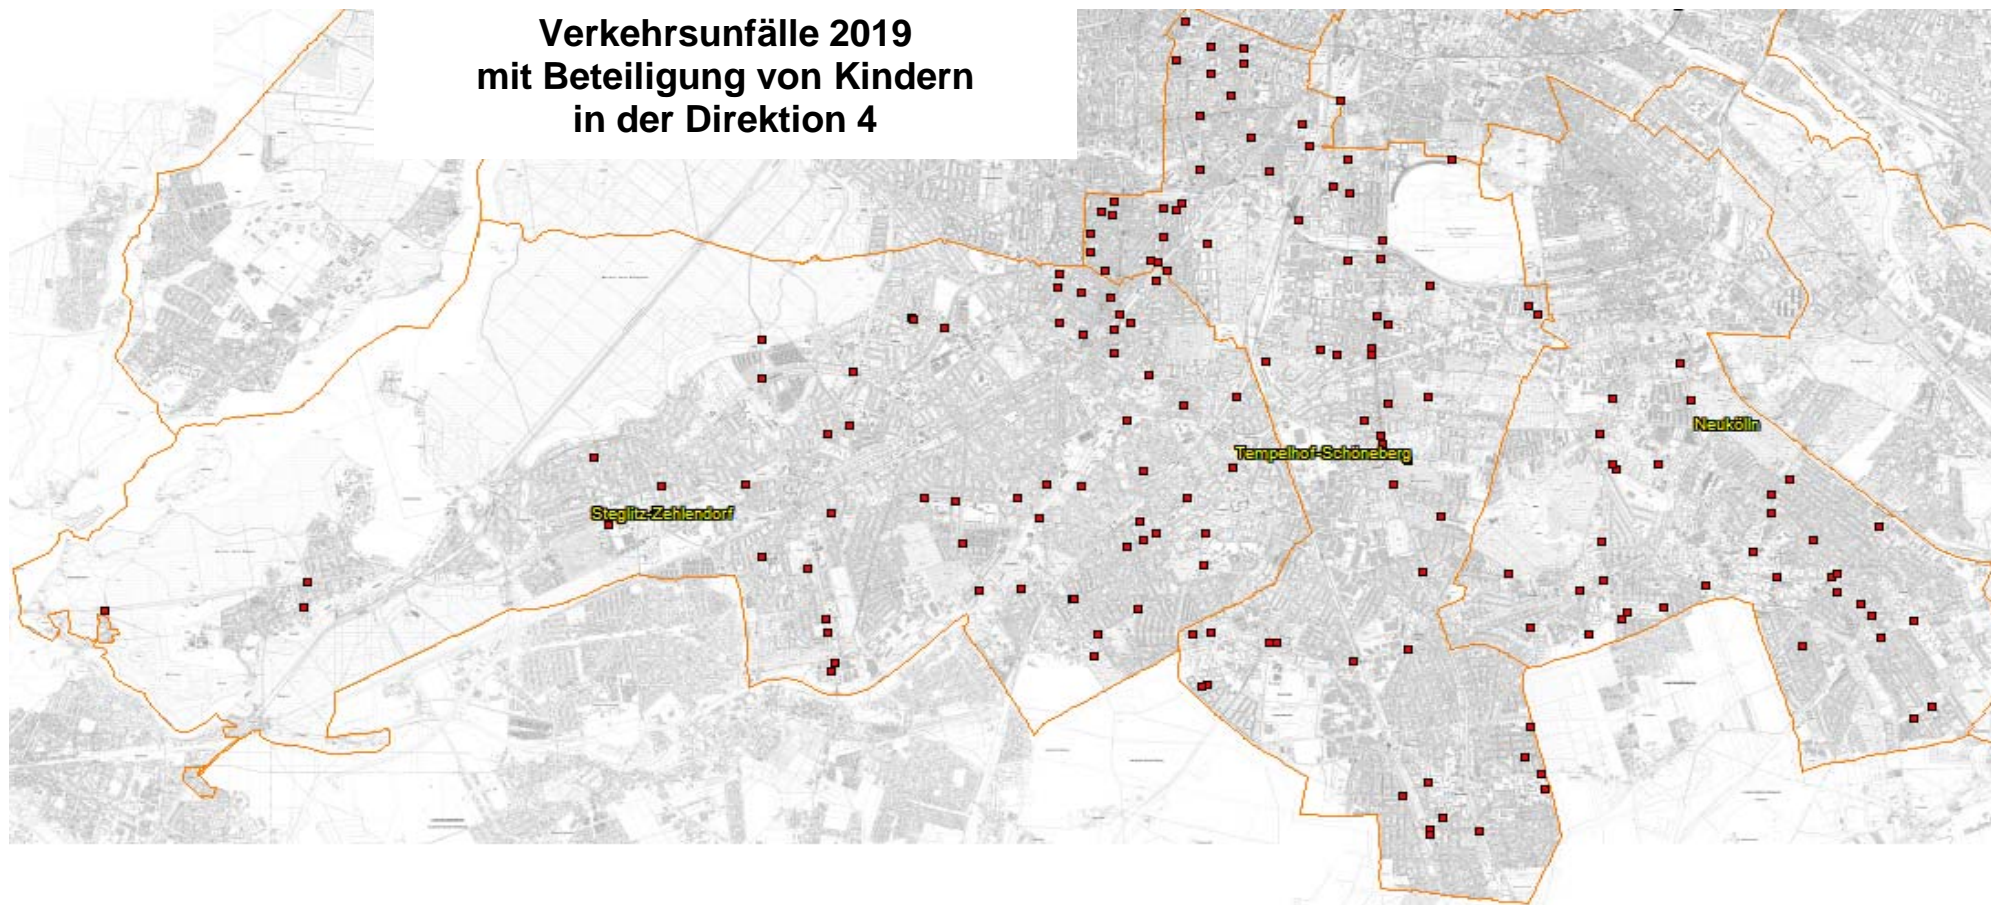 Verkehrsunfälle 2019
mit Beteiligung von Kindern
in der Direktion 4
Neukölln
Tempelhof-Schöneberg
Steglitz-Zehlendorf